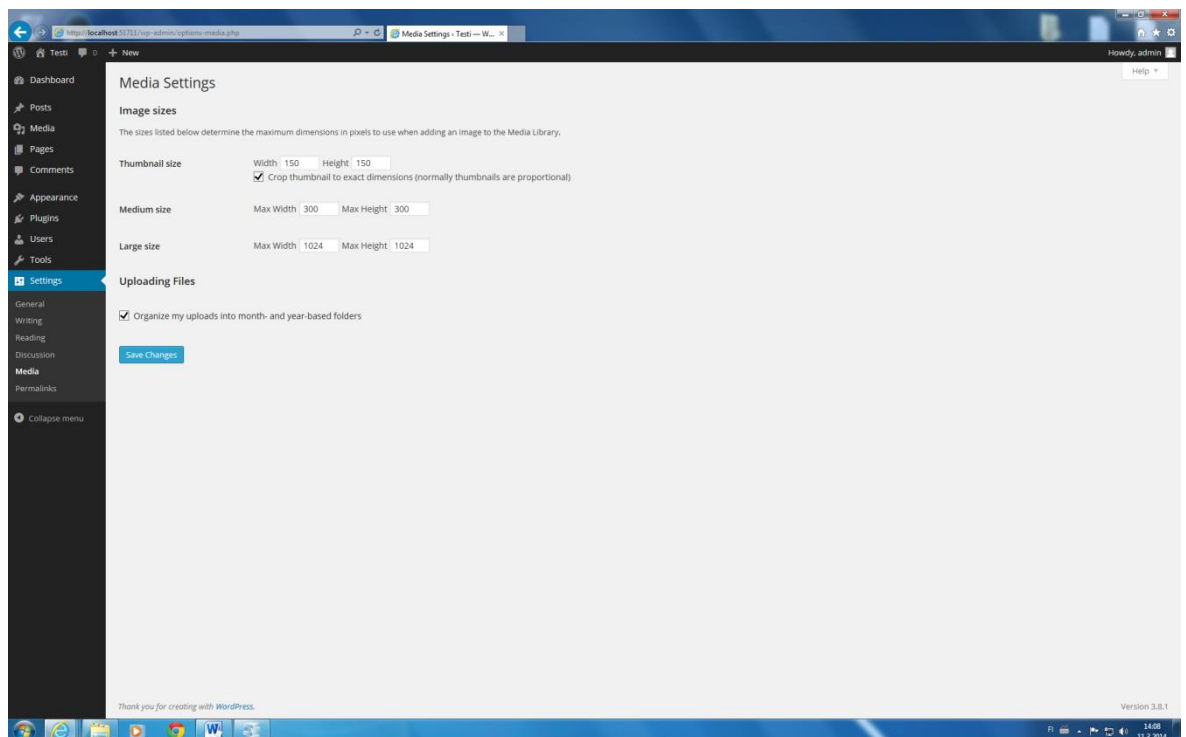 http://localhost:51711/wp-admin/options-media.php
Media Settings ‹ Testi — W...
Testi 0 + New
Howdy, admin
Help
Dashboard
Posts
Media
Pages
Comments
Appearance
Plugins
Users
Tools
Settings
General
Writing
Reading
Discussion
Media
Permalinks
Collapse menu
Media Settings
Image sizes
The sizes listed below determine the maximum dimensions in pixels to use when adding an image to the Media Library.
Thumbnail size Width 150 Height 150
Crop thumbnail to exact dimensions (normally thumbnails are proportional)
Medium size Max Width 300 Max Height 300
Large size Max Width 1024 Max Height 1024
Uploading Files
Organize my uploads into month- and year-based folders
Save Changes
Thank you for creating with WordPress.
Version 3.8.1
FI
14:08
11.2.2014